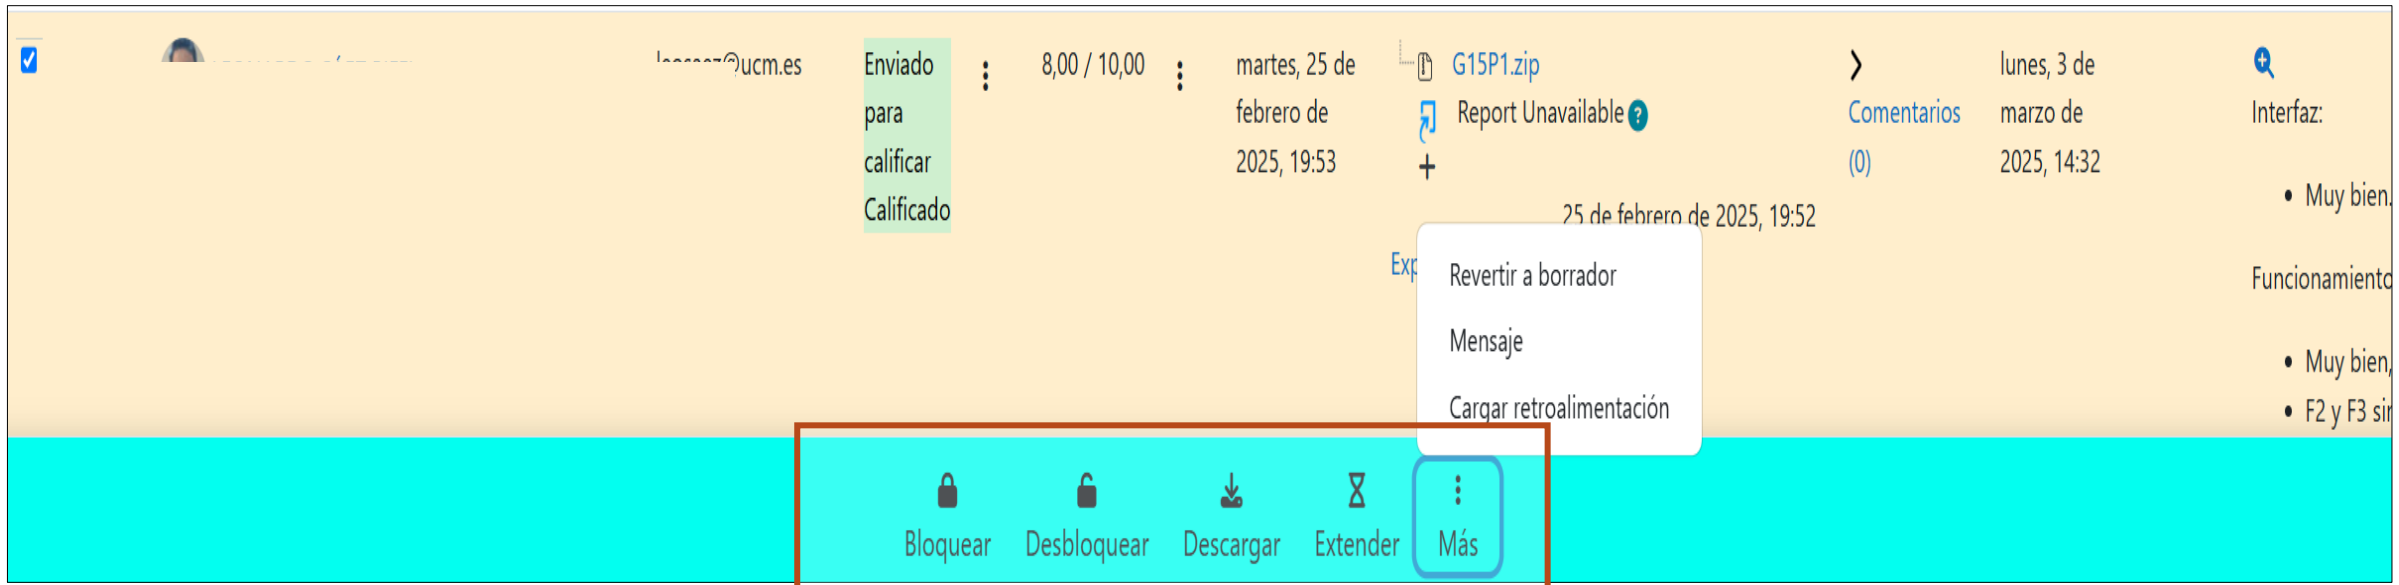 @ucm.es
Enviado
para
calificar
Calificado
8,00 / 10,00
martes, 25 de
febrero de
2025, 19:53
G15P1.zip
Report Unavailable ?
+
25 de febrero de 2025, 19:52
Exp
Comentarios
(0)
lunes, 3 de
marzo de
2025, 14:32
Interfaz:
• Muy bien.
Funcionamiento
• Muy bien,
• F2 y F3 sin
Revertir a borrador
Mensaje
Cargar retroalimentación
Bloquear
Desbloquear
Descargar
Extender
Más